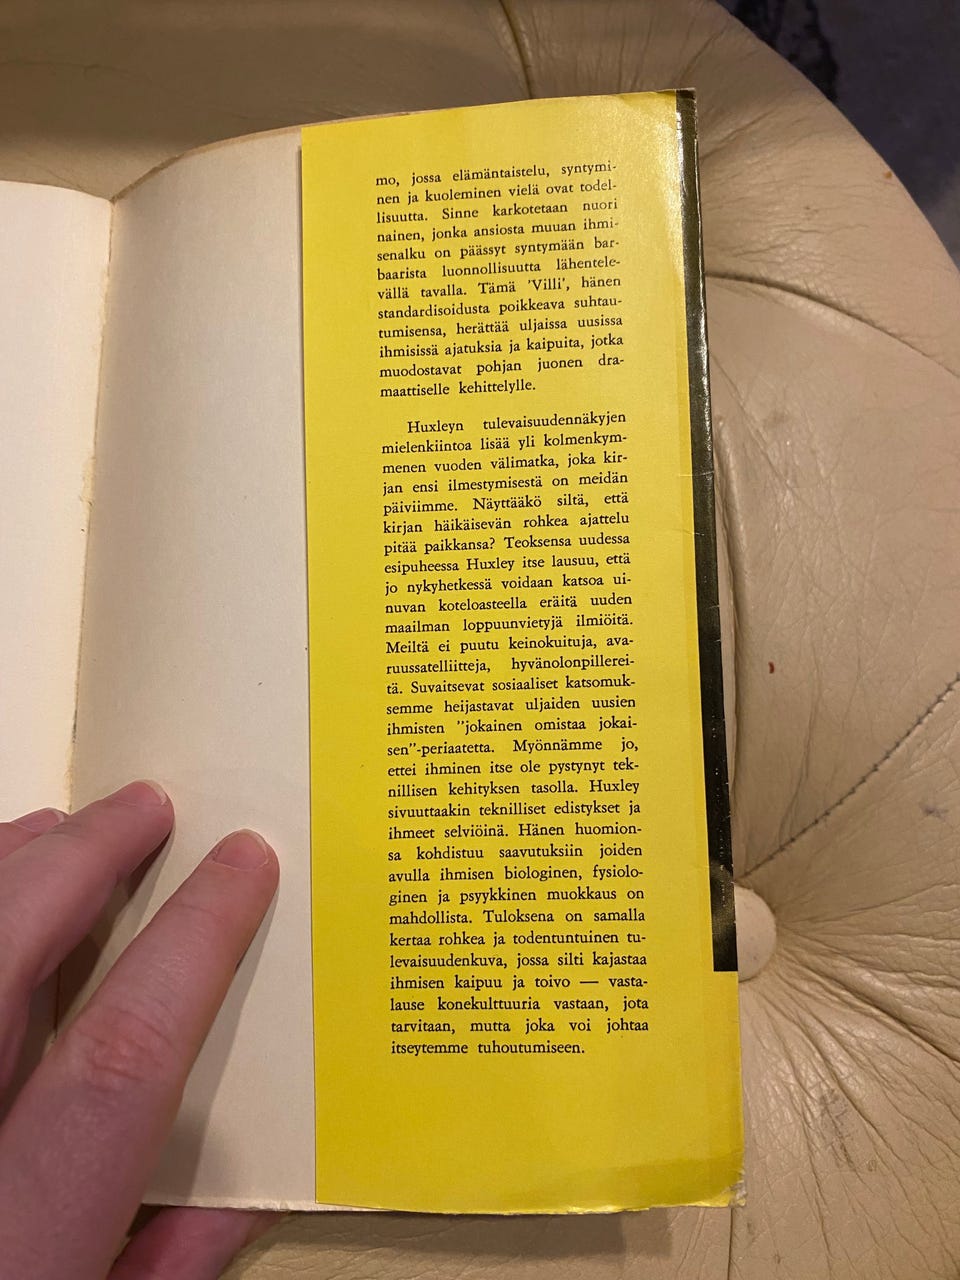 mo, jossa elämäntaistelu, syntymi-
nen ja kuoleminen vielä ovat todel-
lisuutta. Sinne karkotetaan nuori
nainen, jonka ansiosta muuan ihmi-
senalku on päässyt syntymään bar-
baarista luonnollisuutta lähentele-
vällä tavalla. Tämä 'Villi', hänen
standardisoidusta poikkeava suhtau-
tumisensa, herättää uljaissa uusissa
ihmisissä ajatuksia ja kaipuita, jotka
muodostavat pohjan juonen dra-
maattiselle kehittelylle.
Huxleyn tulevaisuudennäkyjen
mielenkiintoa lisää yli kolmenkym-
menen vuoden välimatka, joka kir-
jan ensi ilmestymisestä on meidän
päiviimme. Näyttääkö siltä, että
kirjan häikäisevän rohkea ajattelu
pitää paikkansa? Teoksensa uudessa
esipuheessa Huxley itse lausuu, että
jo nykyhetkessä voidaan katsoa ui-
nuvan koteloasteella eräitä uuden
maailman loppuunvietyjä ilmiöitä.
Meiltä ei puutu keinokuituja, ava-
ruussatelliitteja, hyvänolonpillerei-
tä. Suvaitsevat sosiaaliset katsomuk-
semme heijastavat uljaiden uusien
ihmisten ”jokainen omistaa jokai-
sen”-periaatetta. Myönnämme jo,
ettei ihminen itse ole pystynyt tek-
nillisen kehityksen tasolla. Huxley
sivuuttaakin teknilliset edistykset ja
ihmeet selviöinä. Hänen huomion-
sa kohdistuu saavutuksiin joiden
avulla ihmisen biologinen, fysiolo-
ginen ja psyykkinen muokkaus on
mahdollista. Tuloksena on samalla
kertaa rohkea ja todentuntuinen tu-
levaisuudenkuva, jossa silti kajastaa
ihmisen kaipuu ja toivo — vasta-
lause konekulttuuria vastaan, jota
tarvitaan, mutta joka voi johtaa
itseytemme tuhoutumiseen.